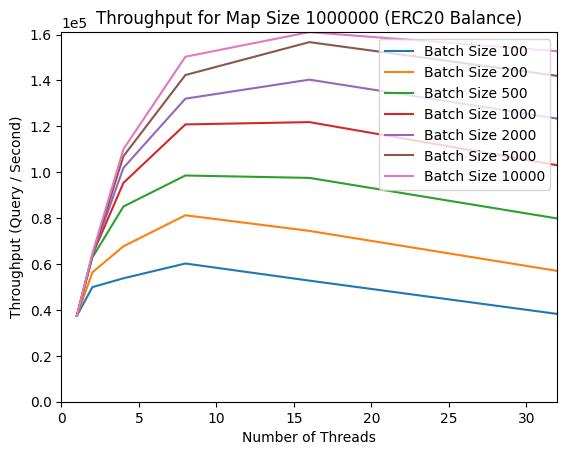 Throughput for Map Size 1000000 (ERC20 Balance)
1e5
Throughput (Query / Second)
1.6
1.4
1.2
1.0
0.8
0.6
0.4
0.2
0.0
Batch Size 100
Batch Size 200
Batch Size 500
Batch Size 1000
Batch Size 2000
Batch Size 5000
Batch Size 10000
0 5 10 15 20 25 30
Number of Threads